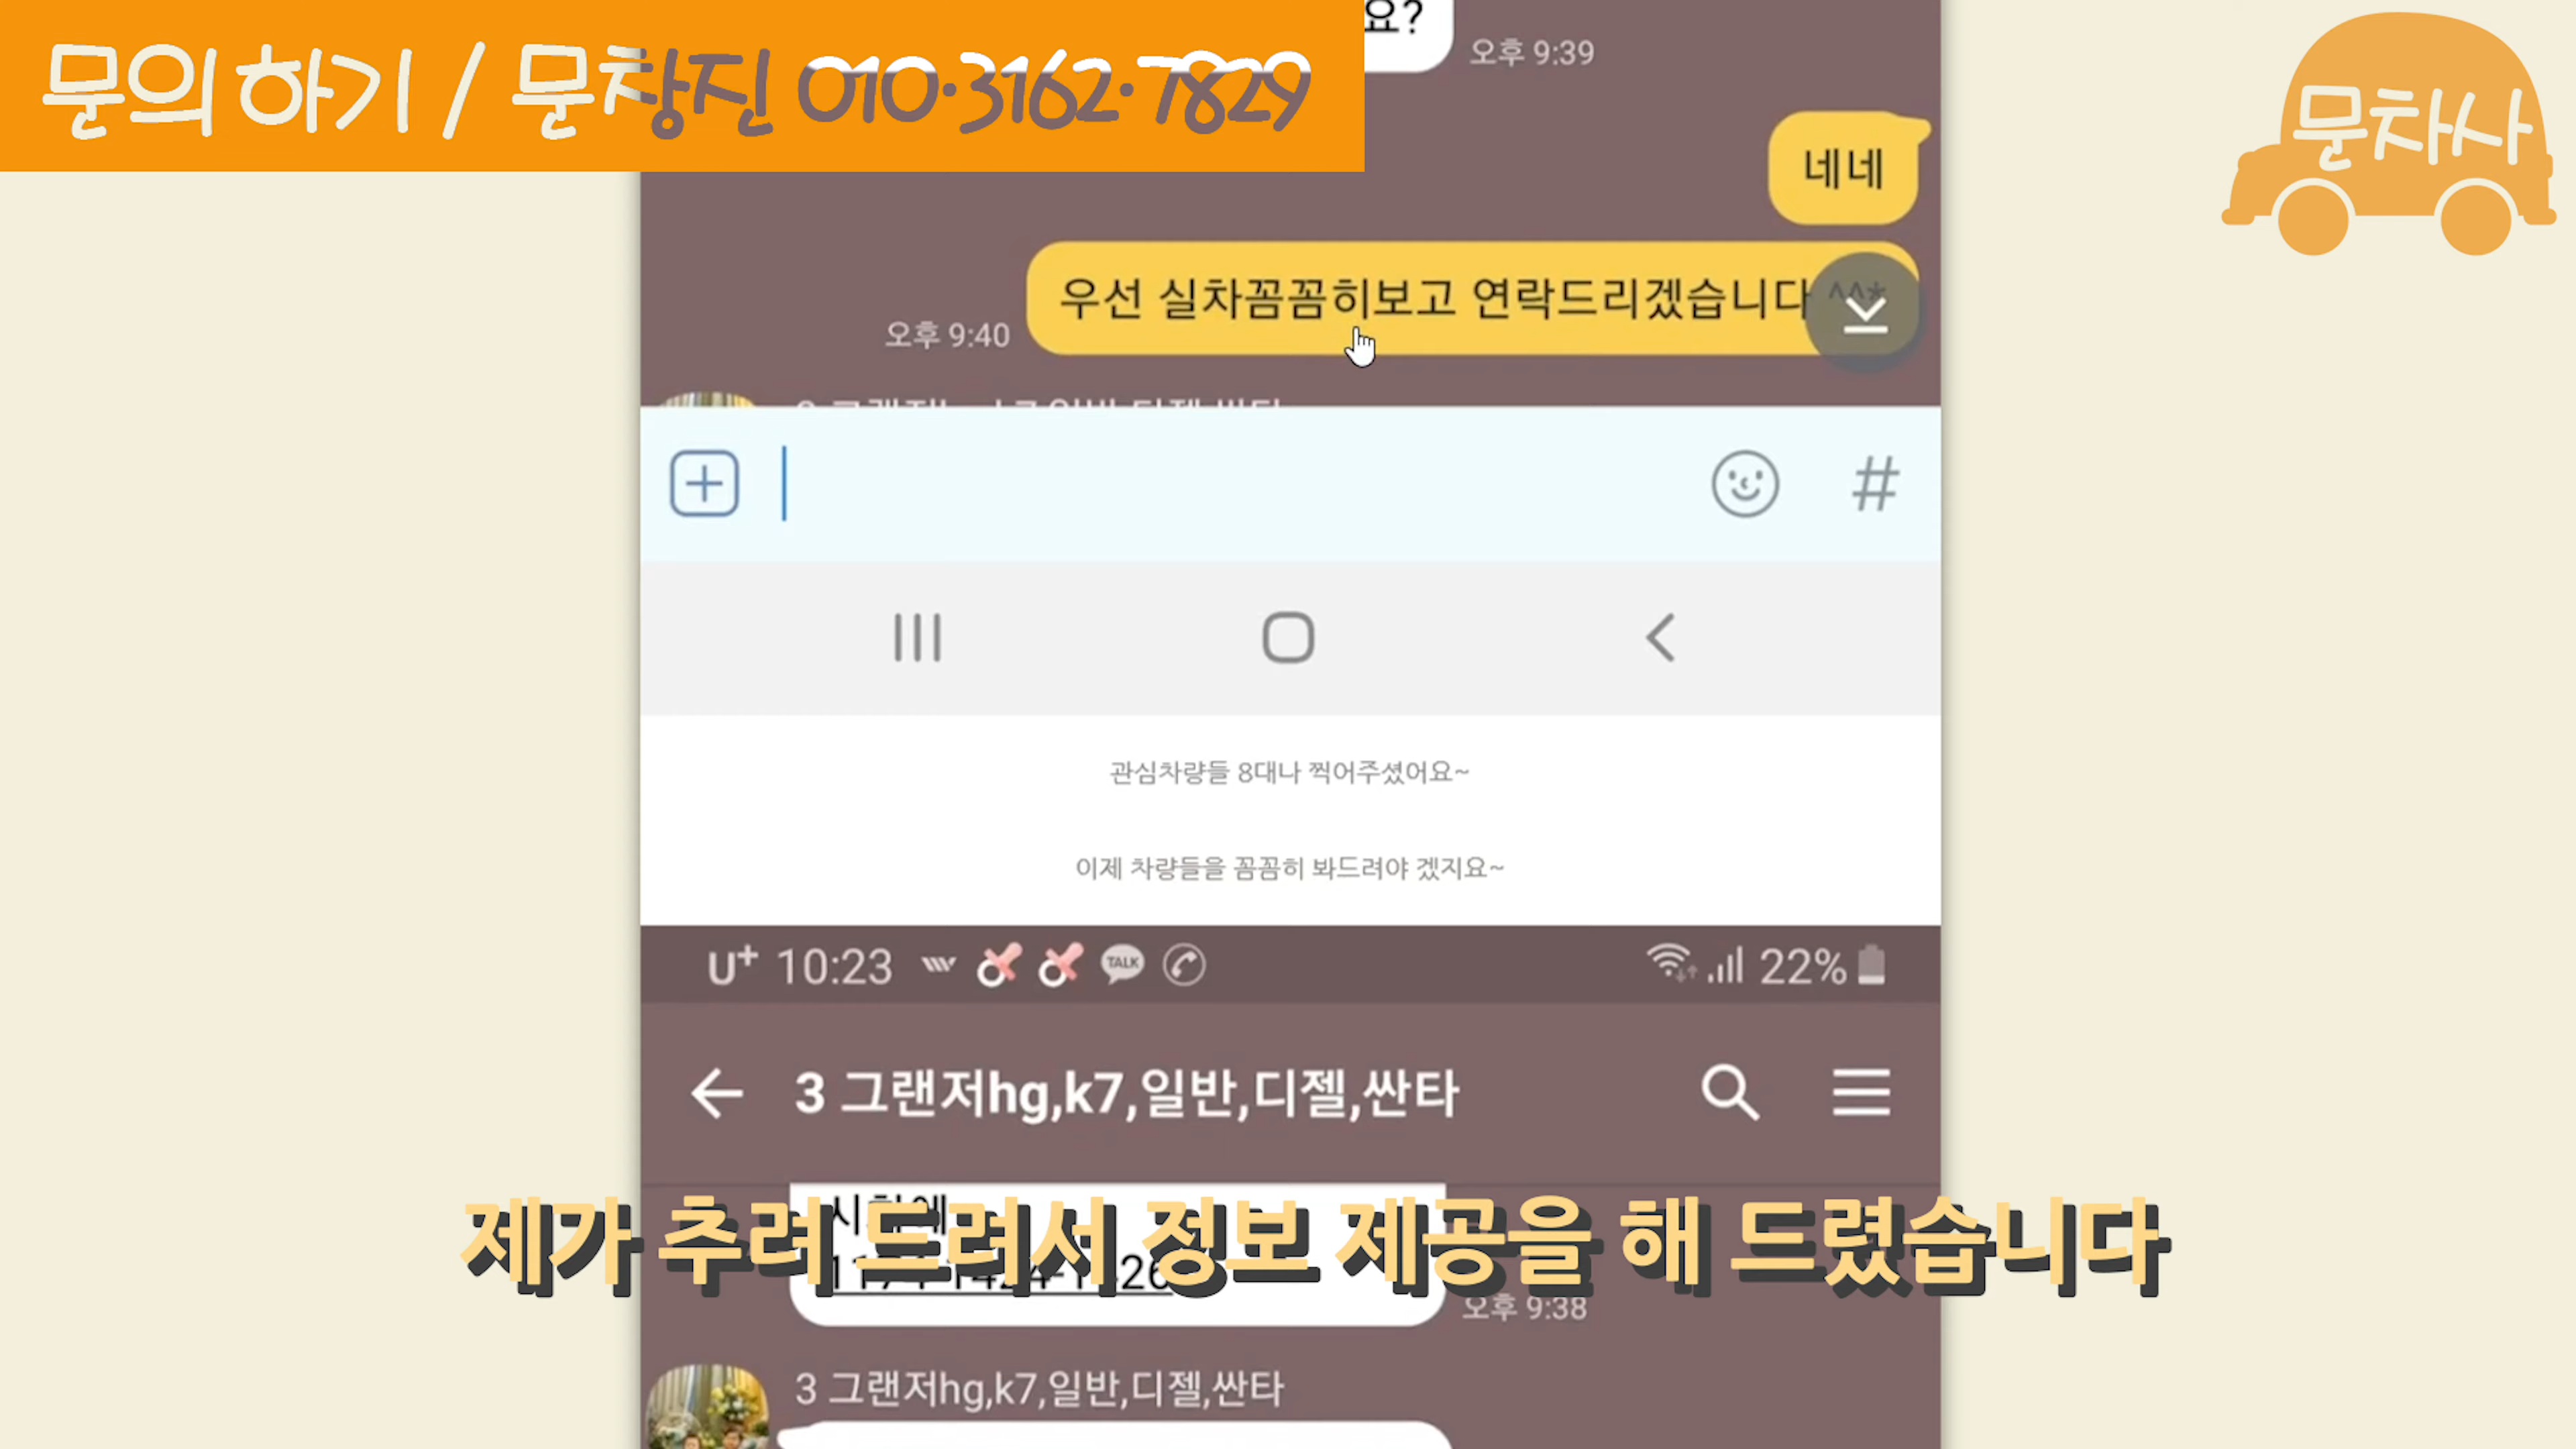 문의하기 / 문창진 010·3162·7829
요?
오후 9:39
문차사
네네
우선 실차꼼꼼히보고 연락드리겠습니다 ^^*
오후 9:40
관심차량들 8대나 찍어주셨어요~
이제 차량들을 꼼꼼히 봐드려야 겠지요~
U+ 10:23 TALK 22%
3 그랜저hg,k7,일반,디젤,싼타
제가 추려 드려서 정보 제공을 해 드렸습니다
오후 9:38
3 그랜저hg,k7,일반,디젤,싼타